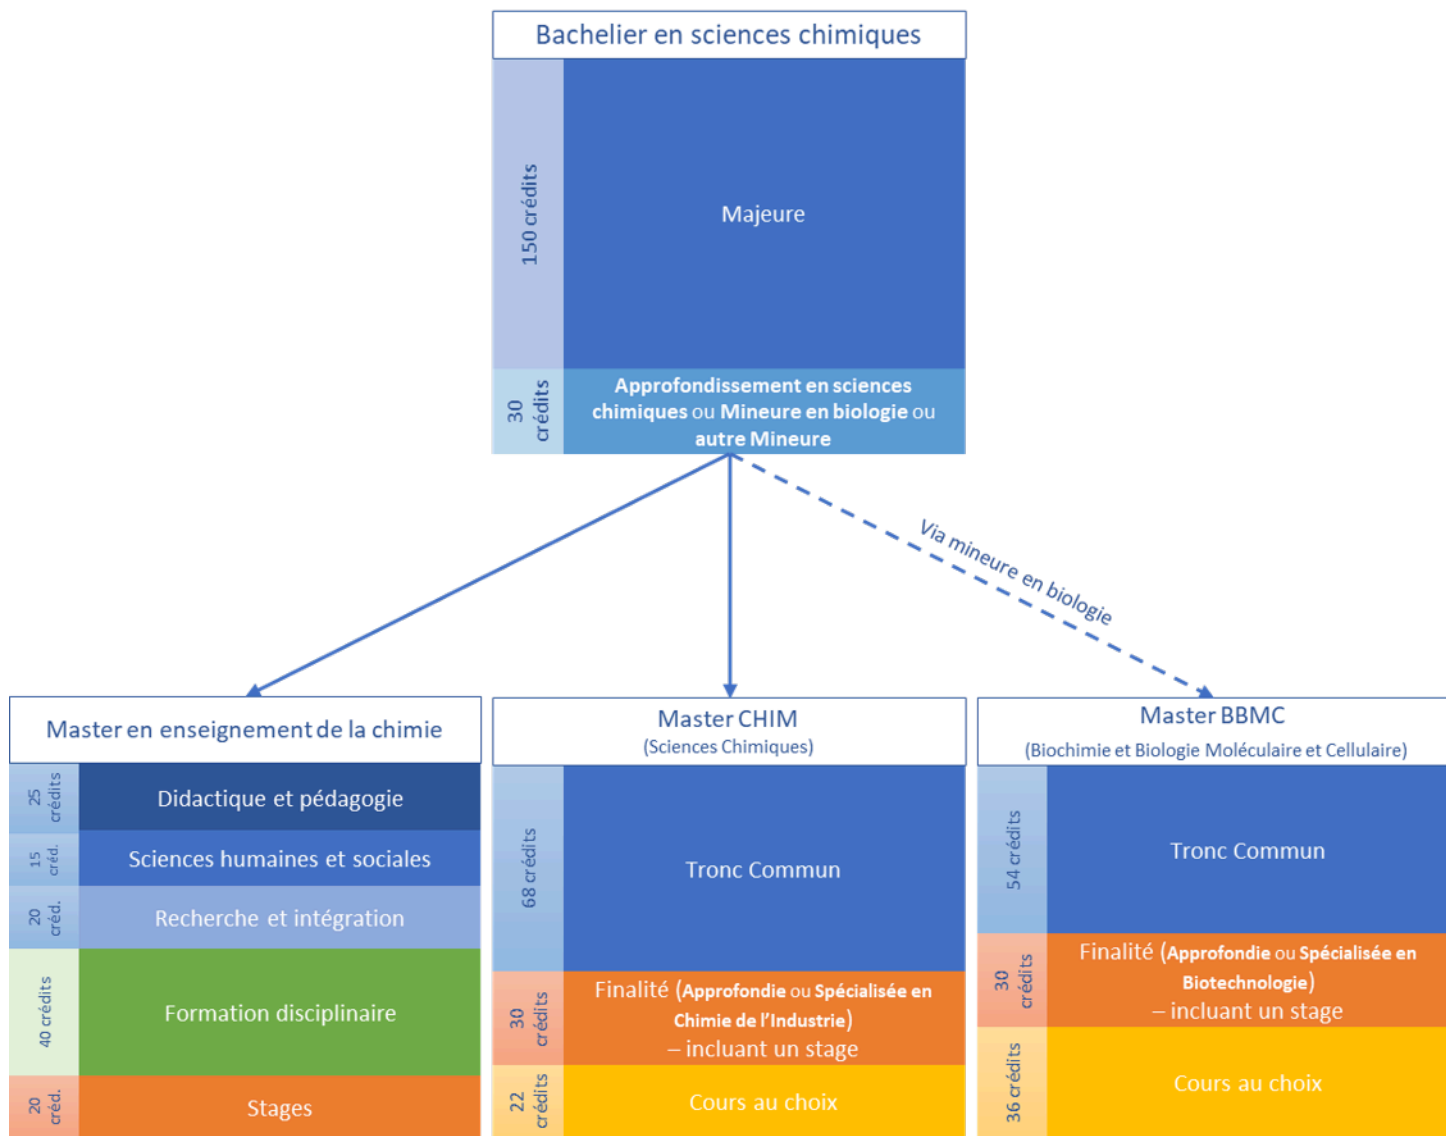 Bachelier en sciences chimiques
150 crédits
Majeure
30
crédits
Approfondissement en sciences
chimiques ou Mineure en biologie ou
autre Mineure
Via mineure en biologie
Master en enseignement de la chimie
25
crédits
Didactique et pédagogie
15
créd.
Sciences humaines et sociales
20
créd.
Recherche et intégration
40 crédits
Formation disciplinaire
20
créd.
Stages
Master CHIM
(Sciences Chimiques)
68 crédits
Tronc Commun
30
crédits
Finalité (Approfondie ou Spécialisée en
Chimie de l'Industrie)
– incluant un stage
22
crédits
Cours au choix
Master BBMC
(Biochimie et Biologie Moléculaire et Cellulaire)
54 crédits
Tronc Commun
30
crédits
Finalité (Approfondie ou Spécialisée en
Biotechnologie)
– incluant un stage
36 crédits
Cours au choix